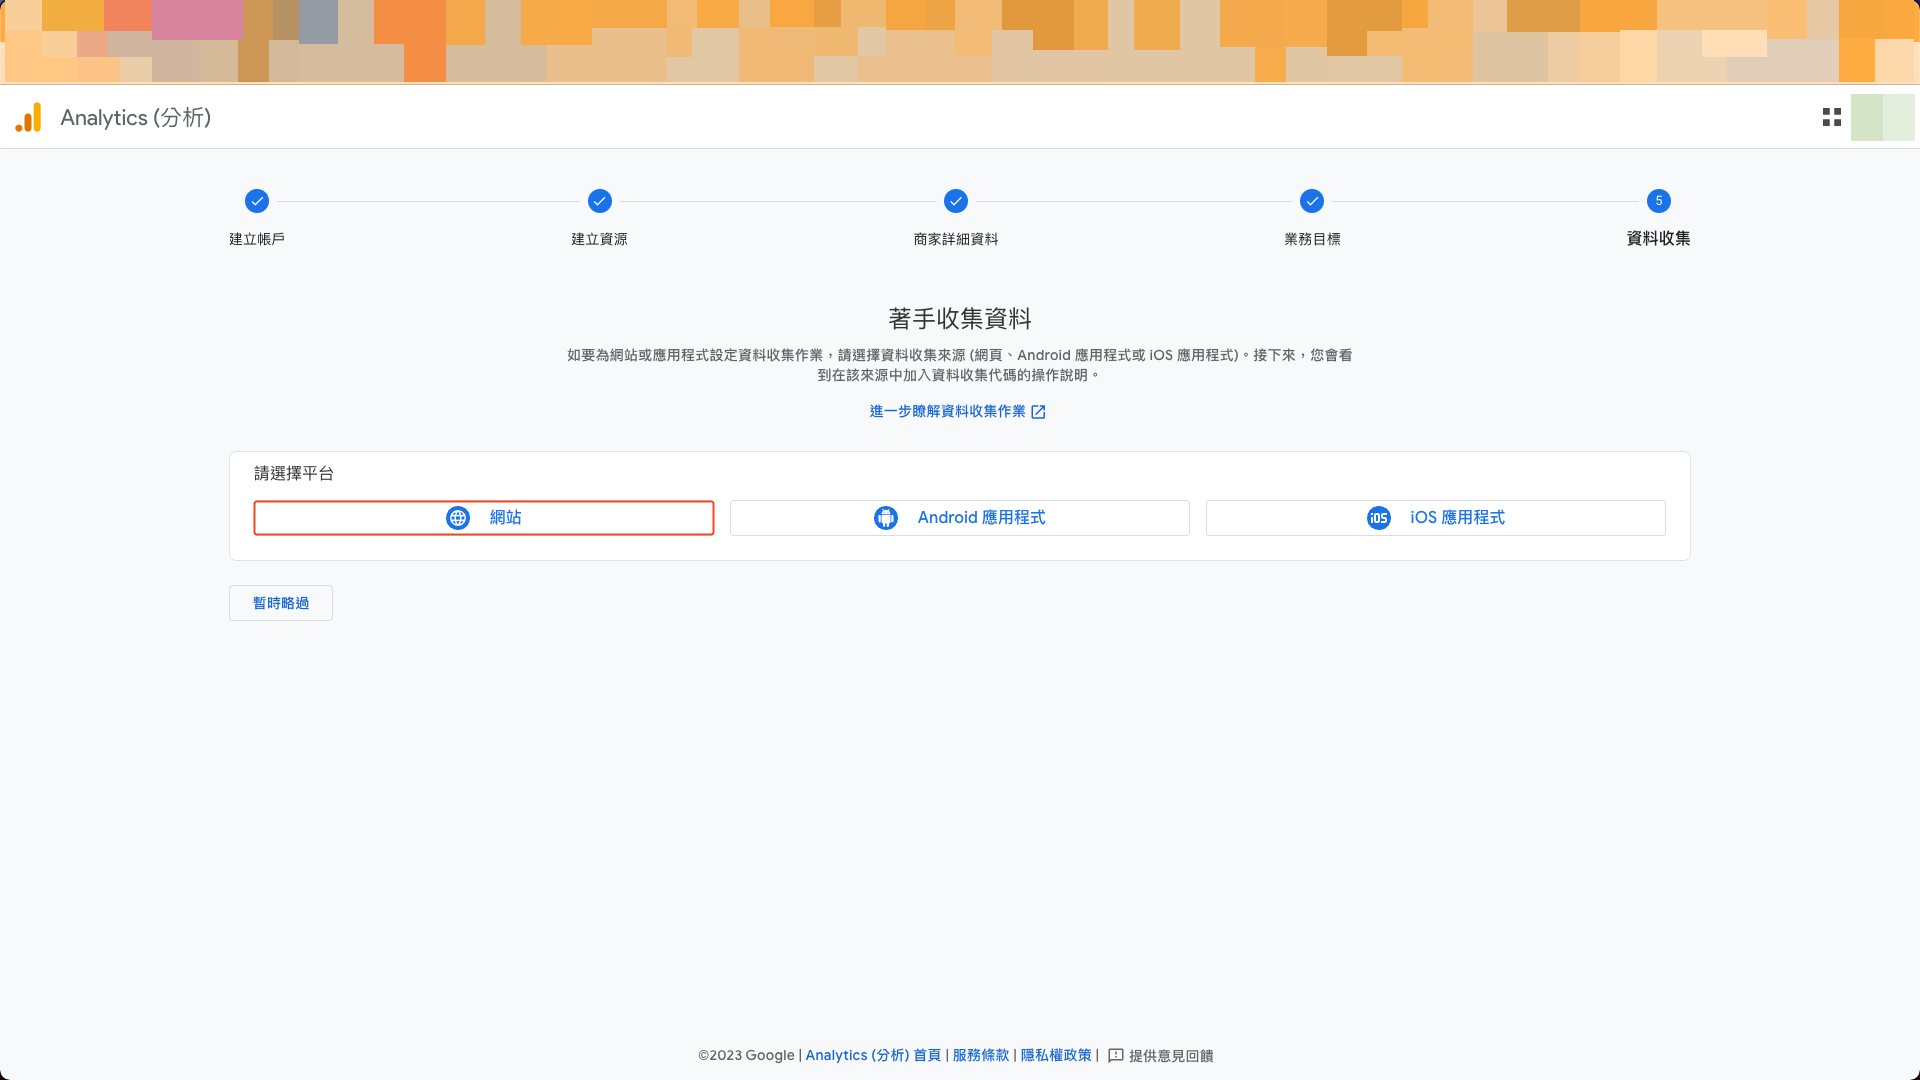 Analytics (分析)
5
建立帳戶
建立資源
商家詳細資料
業務目標
資料收集
著手收集資料
如要為網站或應用程式設定資料收集作業，請選擇資料收集來源 (網頁、Android 應用程式或 iOS 應用程式)。接下來，您會看
到在該來源中加入資料收集代碼的操作說明。
進一步瞭解資料收集作業
請選擇平台
網站
Android 應用程式
iOS iOS 應用程式
暫時略過
©2023 Google | Analytics (分析) 首頁 | 服務條款 | 隱私權政策 | 提供意見回饋